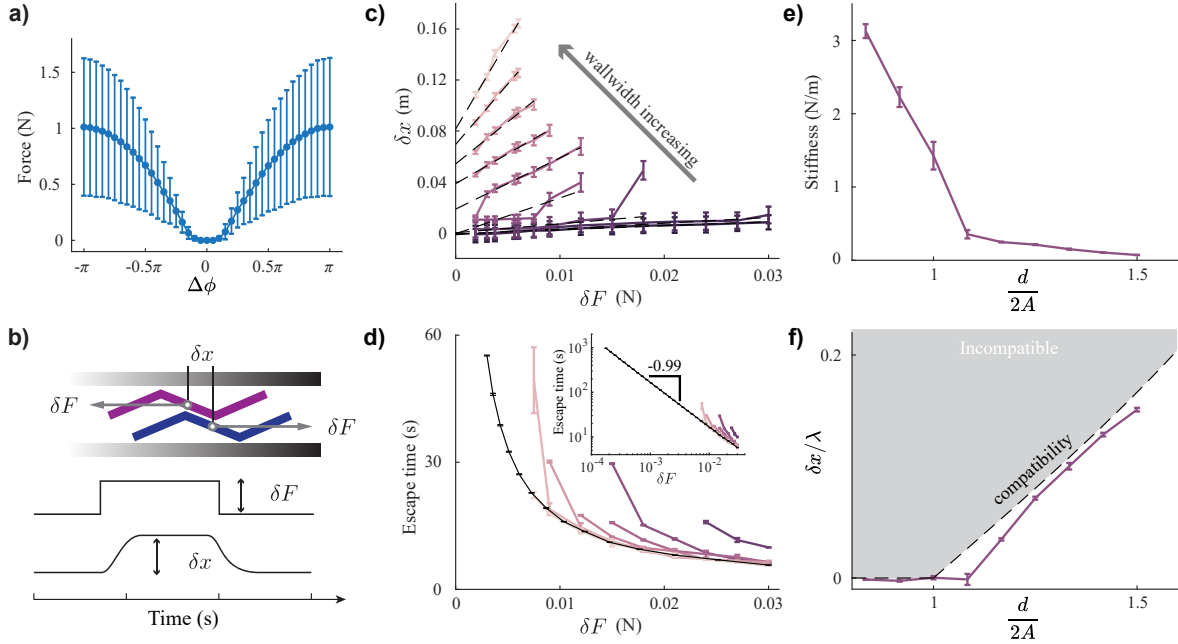 a)
Force (N)
1.5
1
0.5
0
-π
-0.5π
0
0.5π
π
Δϕ
b)
δx
δF
δF
δF
δx
Time (s)
c)
δx (m)
0.16
0.12
0.08
0.04
0
wallwidth increasing
0
0.01
0.02
0.03
δF (N)
d)
Escape time (s)
60
30
0
0
0.01
0.02
0.03
δF (N)
Escape time (s)
10³
10²
10¹
-0.99
10⁻⁴
10⁻³
10⁻²
δF
e)
Stiffness (N/m)
3
2
1
0
1
1.5
d
2A
f)
Incompatible
compatibility
δx/λ
0.2
0
1
1.5
d
2A